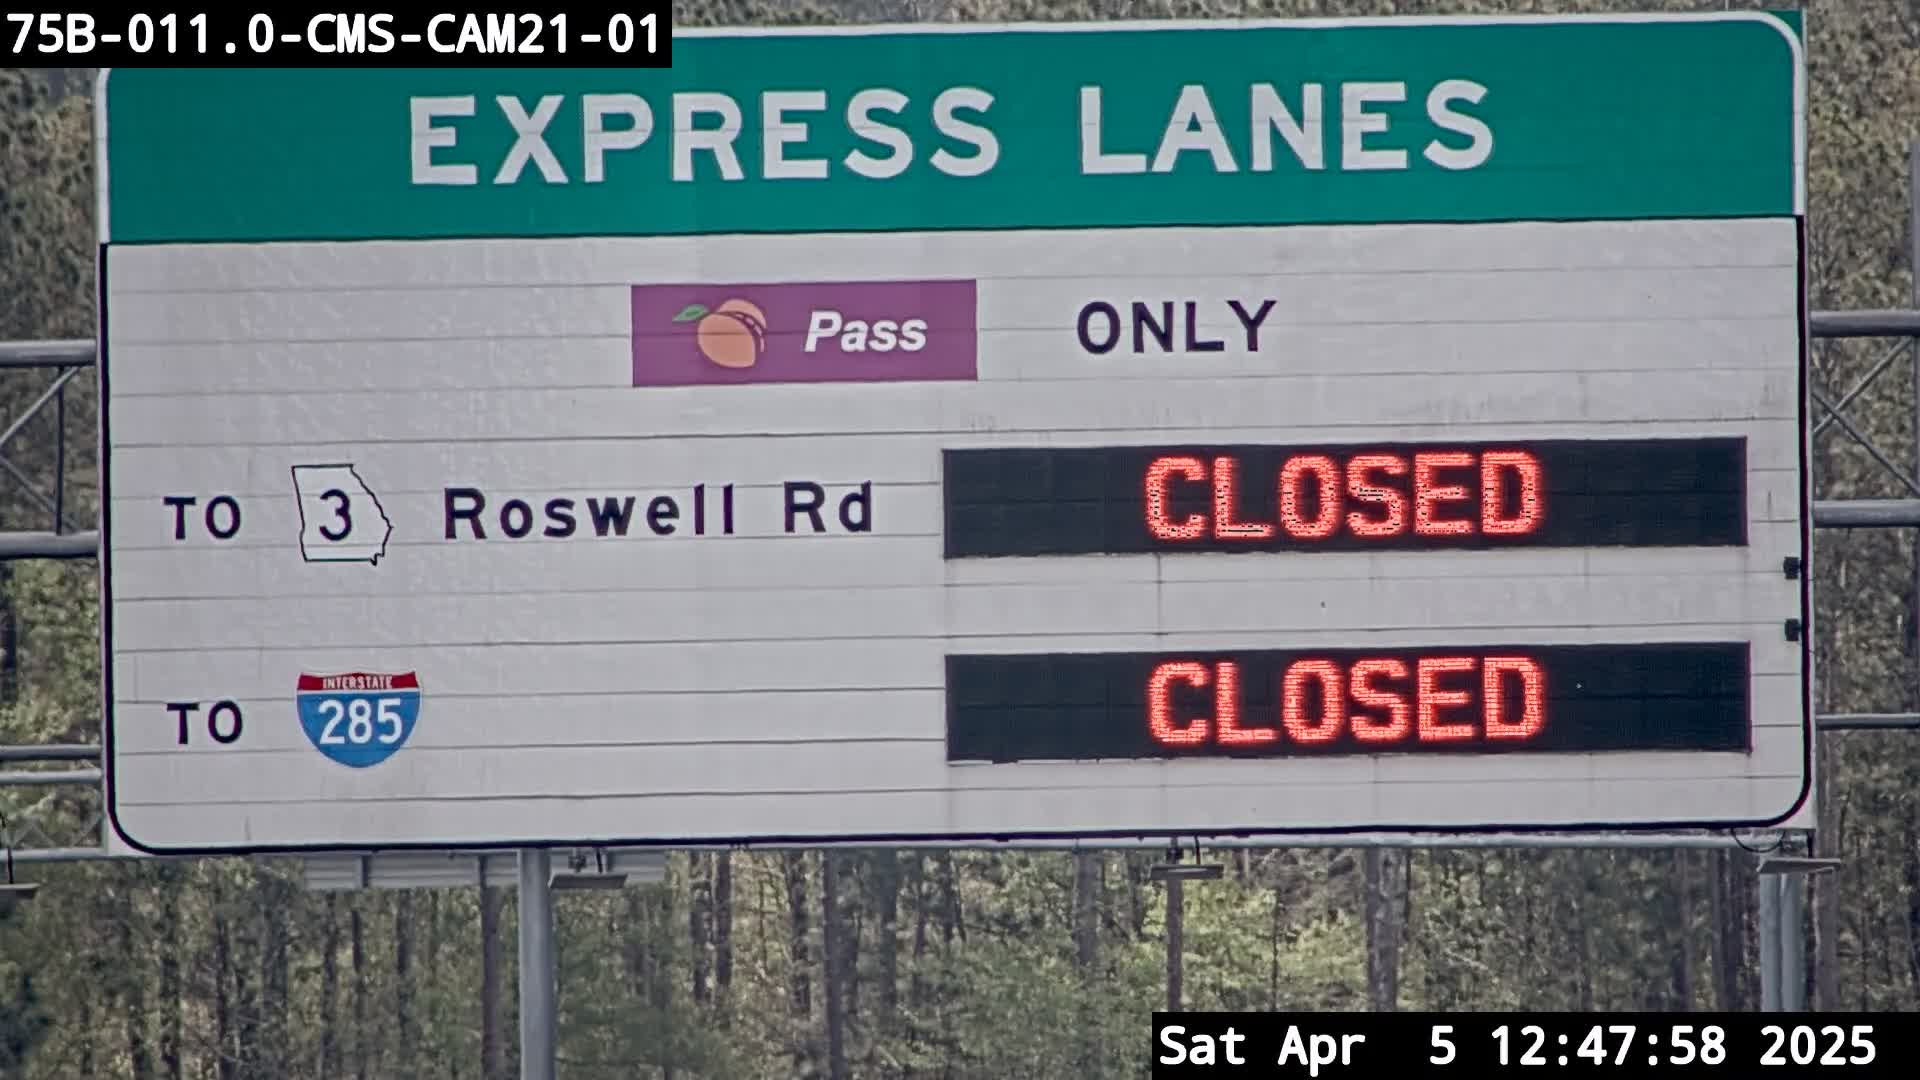 75B-011.0-CMS-CAM21-01
EXPRESS LANES
Pass ONLY
TO 3 Roswell Rd CLOSED
TO INTERSTATE 285 CLOSED
Sat Apr 5 12:47:58 2025